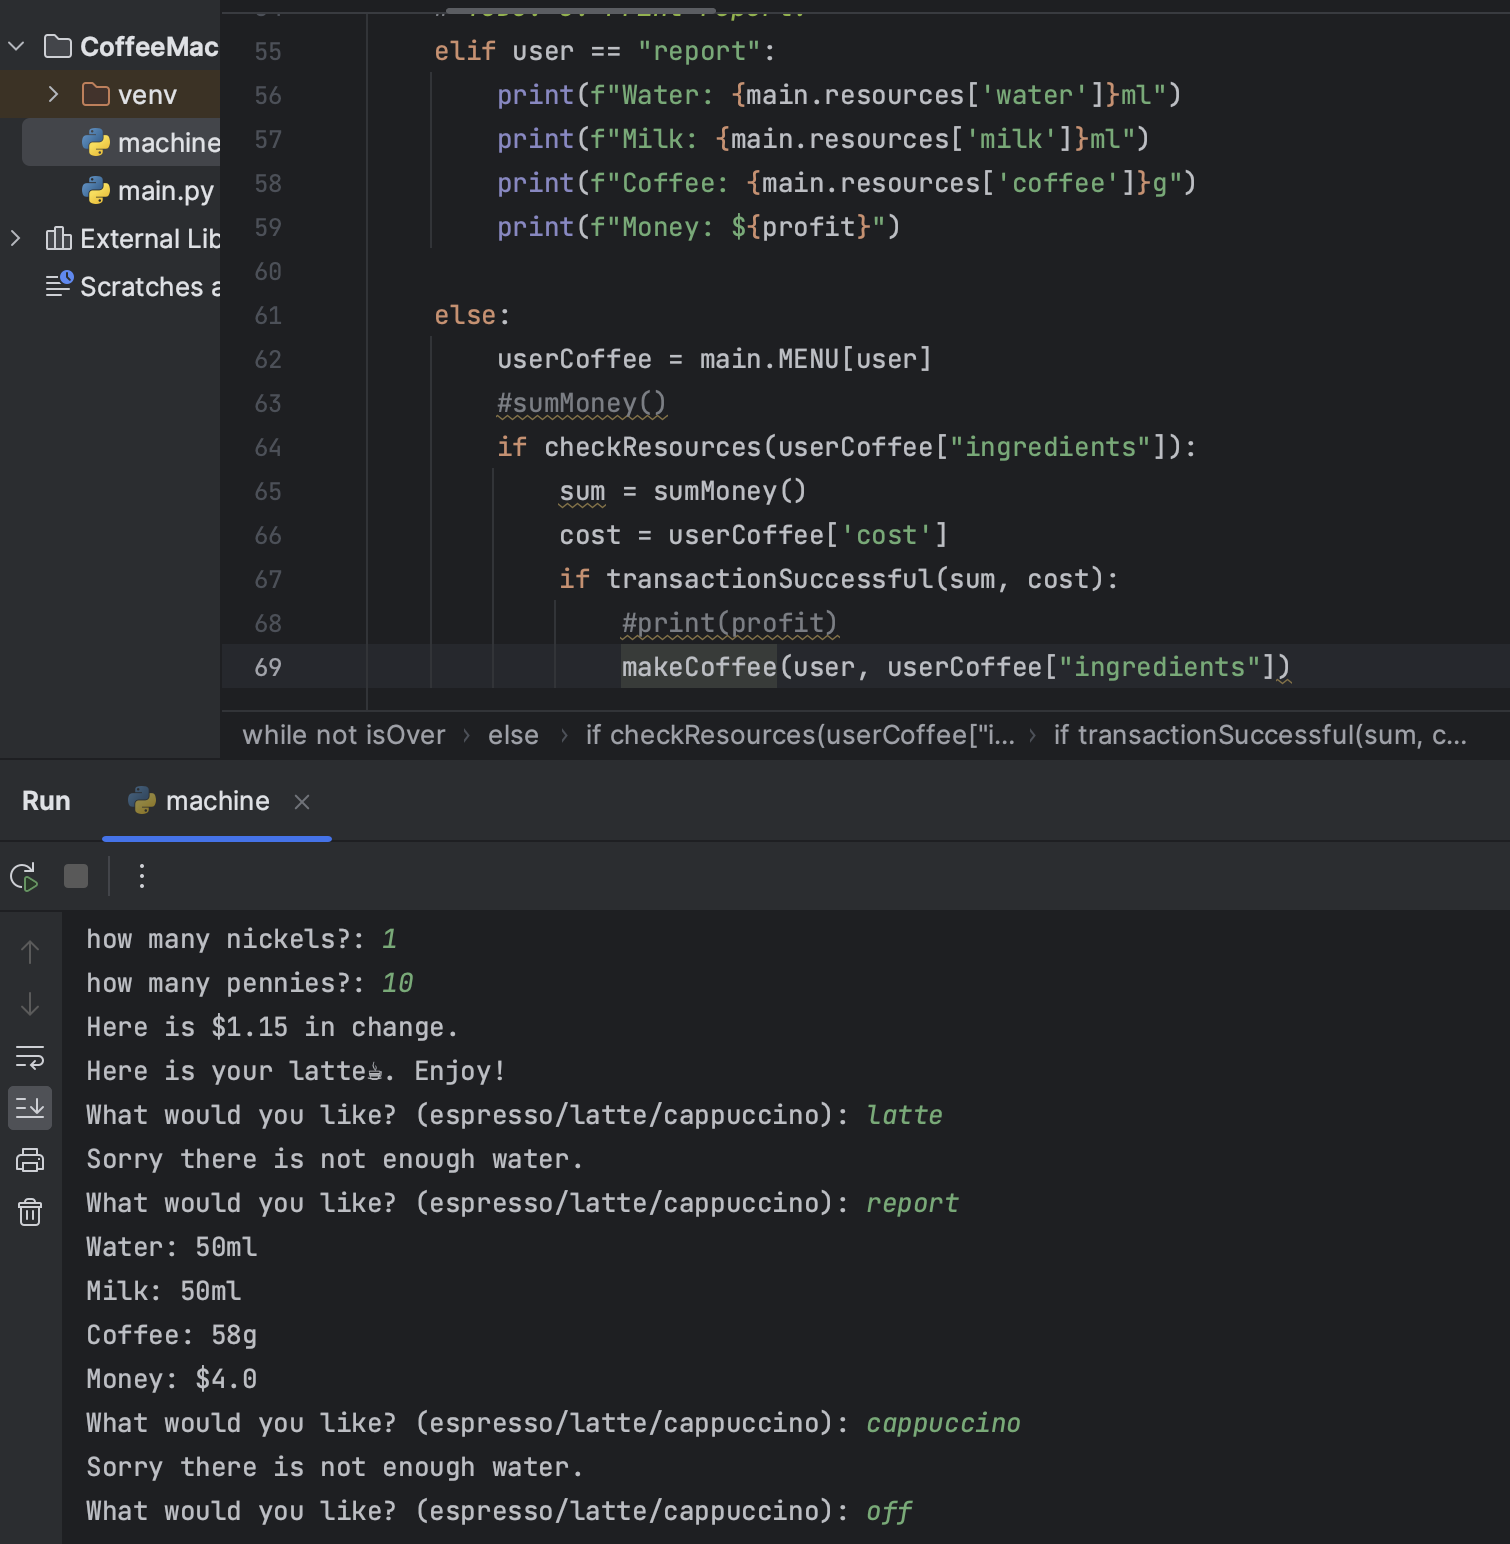 CoffeeMac
venv
machine
main.py
External Lib
Scratches a
55 elif user == "report":
56 print(f"Water: {main.resources['water']}ml")
57 print(f"Milk: {main.resources['milk']}ml")
58 print(f"Coffee: {main.resources['coffee']}g")
59 print(f"Money: ${profit}")
60
61 else:
62 userCoffee = main.MENU[user]
63 #sumMoney()
64 if checkResources(userCoffee["ingredients"]):
65 sum = sumMoney()
66 cost = userCoffee['cost']
67 if transactionSuccessful(sum, cost):
68 #print(profit)
69 makeCoffee(user, userCoffee["ingredients"])
while not isOver › else › if checkResources(userCoffee["i... › if transactionSuccessful(sum, c...
Run machine
how many nickels?: 1
how many pennies?: 10
Here is $1.15 in change.
Here is your latte☕. Enjoy!
What would you like? (espresso/latte/cappuccino): latte
Sorry there is not enough water.
What would you like? (espresso/latte/cappuccino): report
Water: 50ml
Milk: 50ml
Coffee: 58g
Money: $4.0
What would you like? (espresso/latte/cappuccino): cappuccino
Sorry there is not enough water.
What would you like? (espresso/latte/cappuccino): off